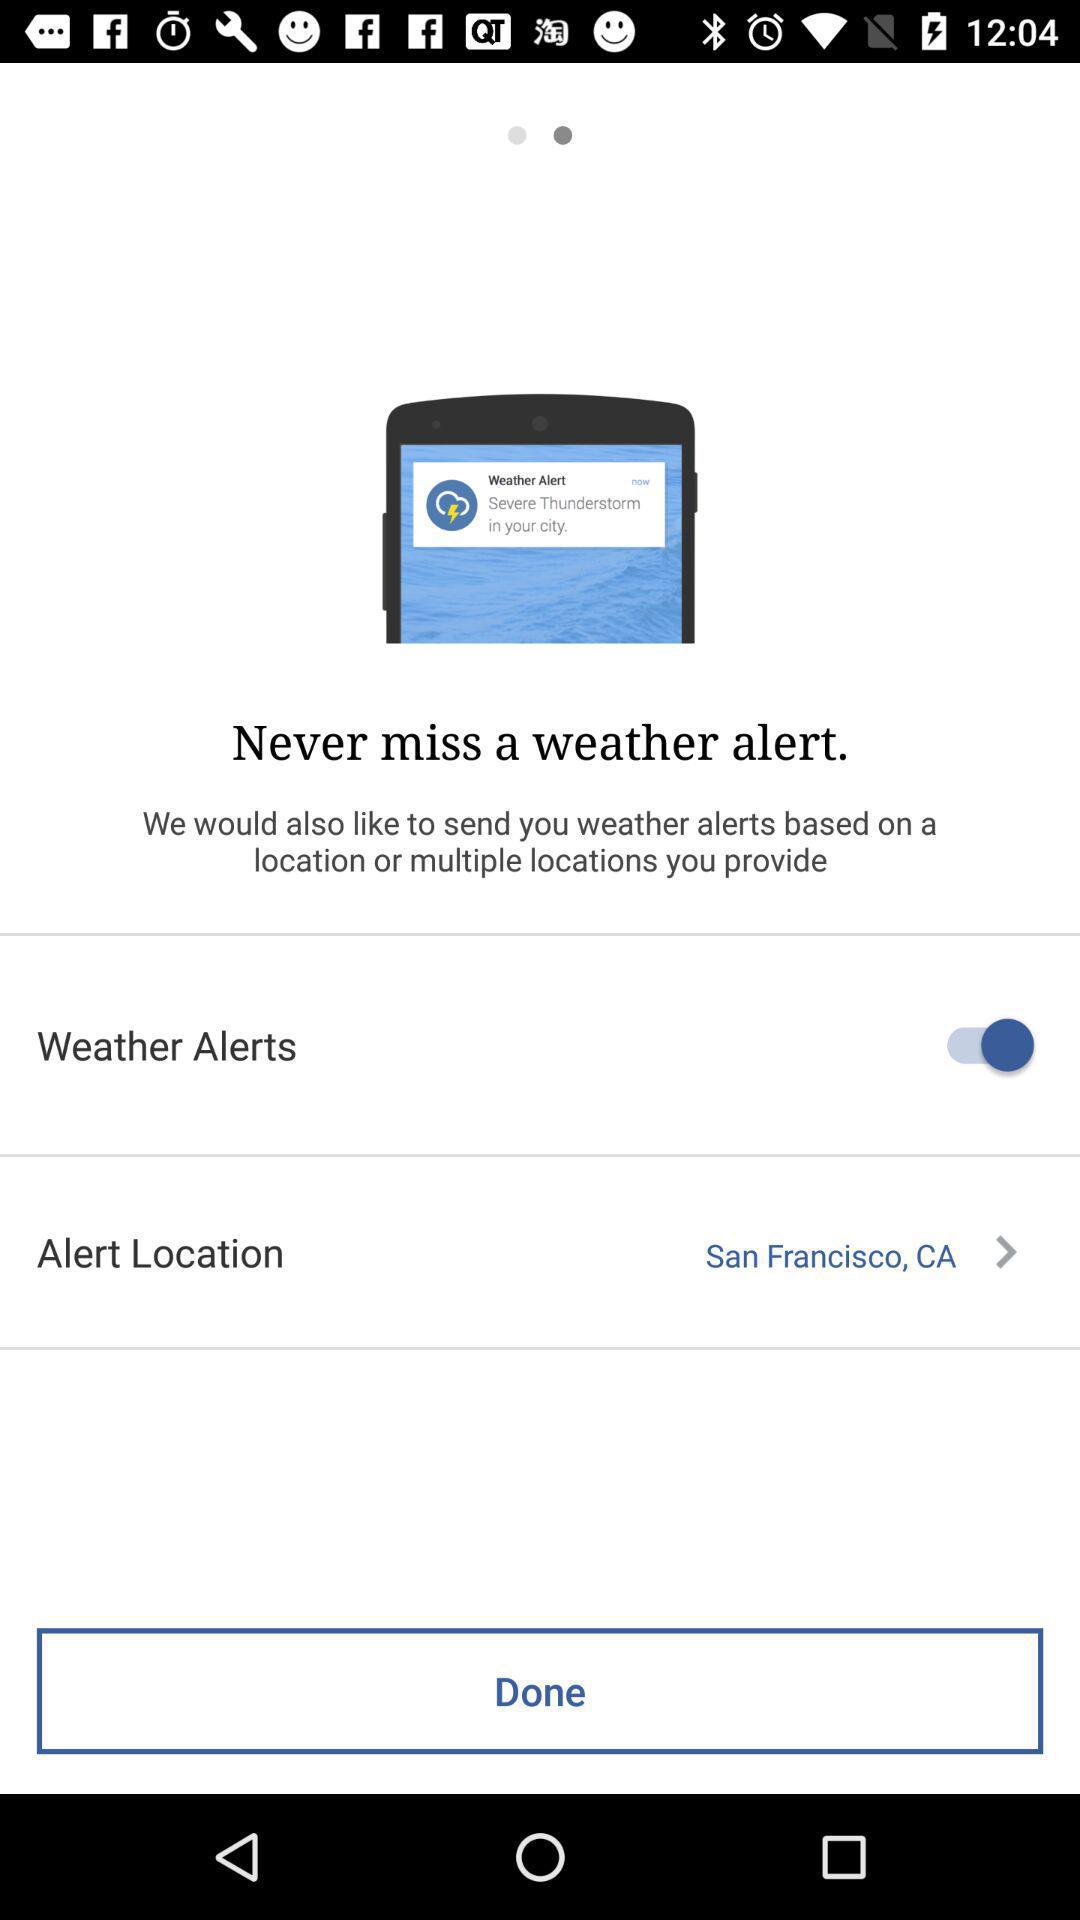 QT 淘 12:04
Weather Alert now
Severe Thunderstorm
in your city.
Never miss a weather alert.
We would also like to send you weather alerts based on a
location or multiple locations you provide
Weather Alerts
Alert Location San Francisco, CA
Done